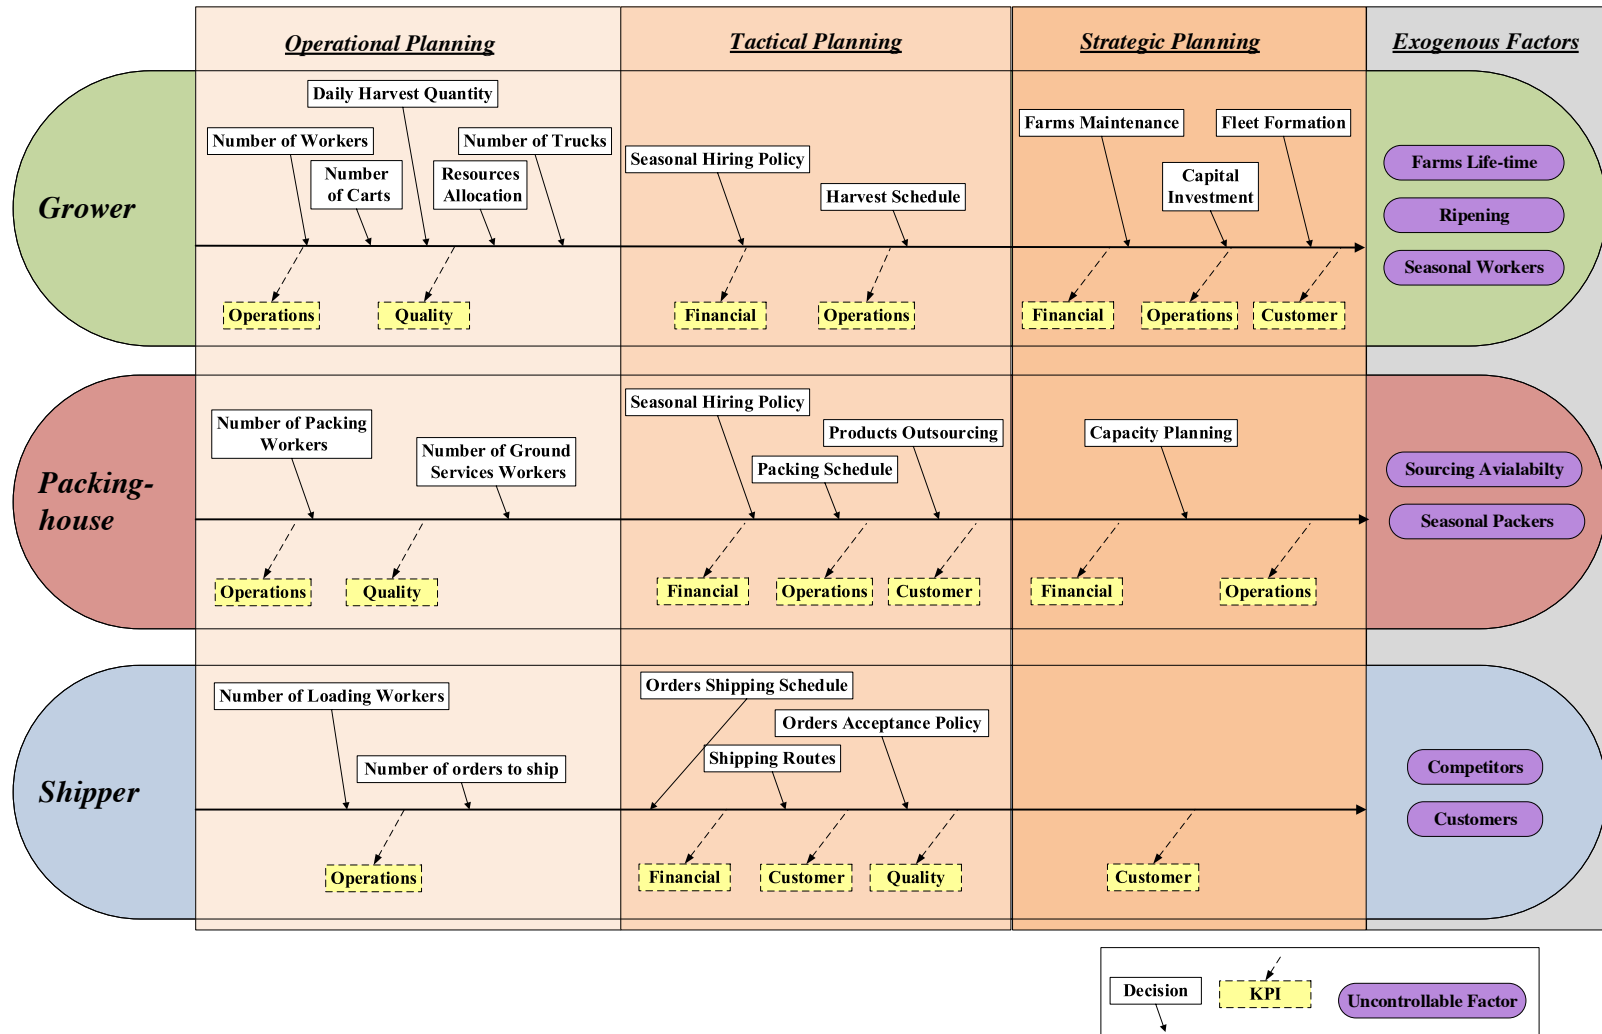 Operational Planning
Tactical Planning
Strategic Planning
Exogenous Factors
Grower
Daily Harvest Quantity
Number of Workers
Number of Trucks
Number
of Carts
Resources
Allocation
Seasonal Hiring Policy
Harvest Schedule
Farms Maintenance
Fleet Formation
Capital
Investment
Farms Life-time
Ripening
Seasonal Workers
Operations
Quality
Financial
Operations
Financial
Operations
Customer
Packing-
house
Number of Packing
Workers
Number of Ground
Services Workers
Seasonal Hiring Policy
Products Outsourcing
Packing Schedule
Capacity Planning
Sourcing Avialabilty
Seasonal Packers
Operations
Quality
Financial
Operations
Customer
Financial
Operations
Shipper
Number of Loading Workers
Number of orders to ship
Orders Shipping Schedule
Orders Acceptance Policy
Shipping Routes
Competitors
Customers
Operations
Financial
Customer
Quality
Customer
Decision
KPI
Uncontrollable Factor